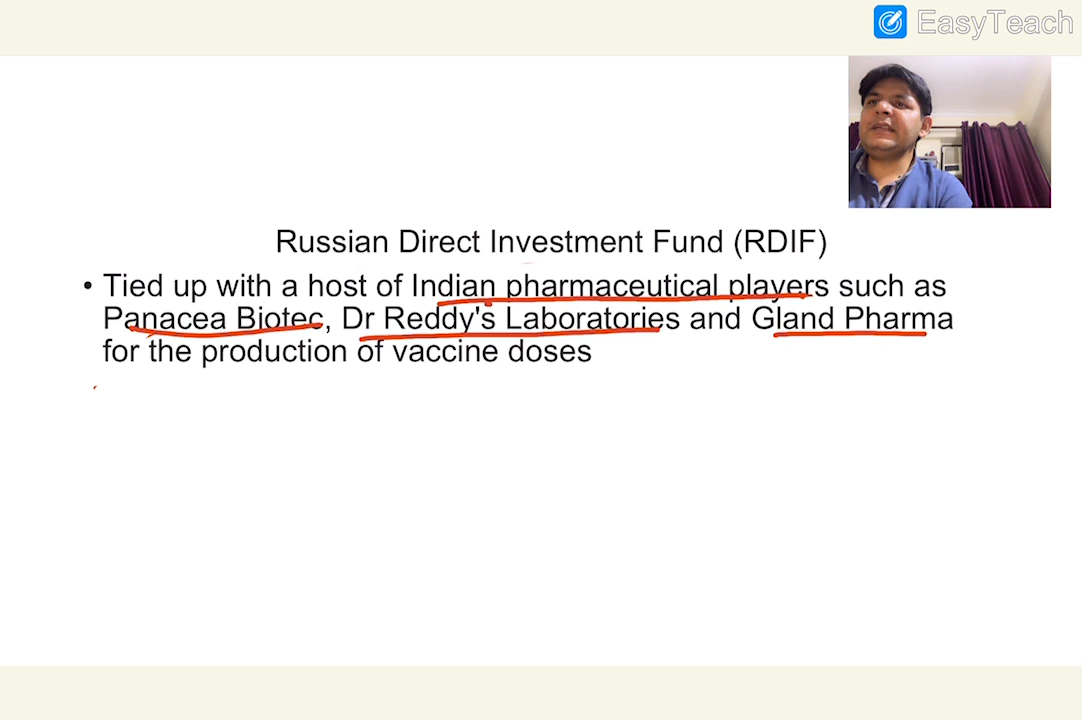 EasyTeach
Russian Direct Investment Fund (RDIF)
• Tied up with a host of Indian pharmaceutical players such as
Panacea Biotec, Dr Reddy's Laboratories and Gland Pharma
for the production of vaccine doses